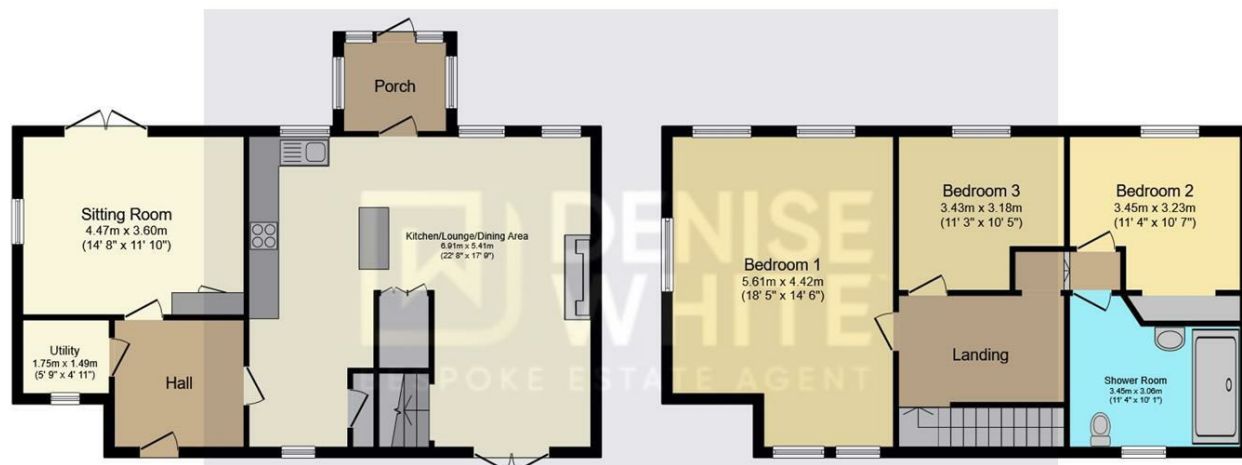 Porch
Sitting Room
4.47m x 3.60m
(14' 8" x 11' 10")
Kitchen/Lounge/Dining Area
6.91m x 5.41m
(22' 8" x 17' 9")
Utility
1.75m x 1.49m
(5' 9" x 4' 11")
Hall
Bedroom 1
5.61m x 4.42m
(18' 5" x 14' 6")
Bedroom 3
3.43m x 3.18m
(11' 3" x 10' 5")
Bedroom 2
3.45m x 3.23m
(11' 4" x 10' 7")
Landing
Shower Room
3.45m x 3.06m
(11' 4" x 10' 1")
DENISE
WHITE
BESPOKE ESTATE AGENT